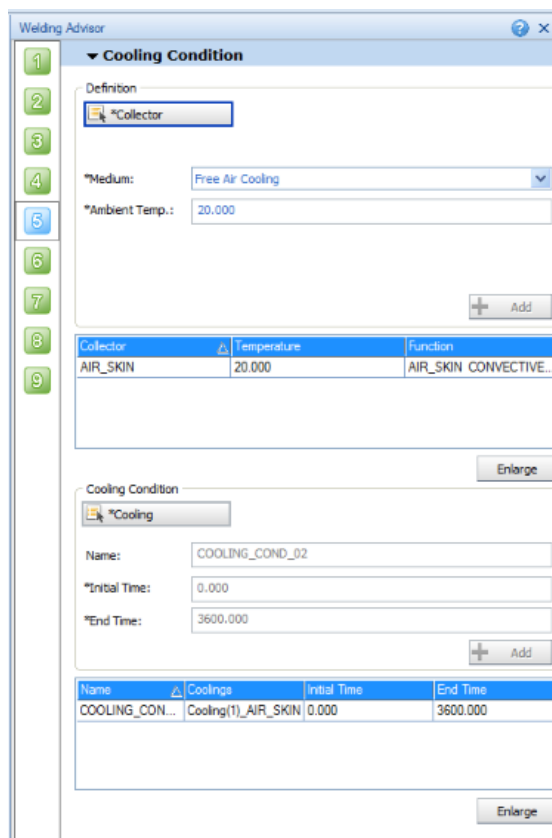 Welding Advisor
1
Cooling Condition
2
Definition
*Collector
3
4
*Medium: Free Air Cooling
*Ambient Temp.: 20.000
5
6
7
Add
8
Collector Temperature Function
AIR_SKIN 20.000 AIR_SKIN CONVECTIVE...
9
Enlarge
Cooling Condition
*Cooling
Name: COOLING_COND_02
*Initial Time: 0.000
*End Time: 3600.000
Add
Name Coolings Initial Time End Time
COOLING_CON... Cooling(1)_AIR_SKIN 0.000 3600.000
Enlarge